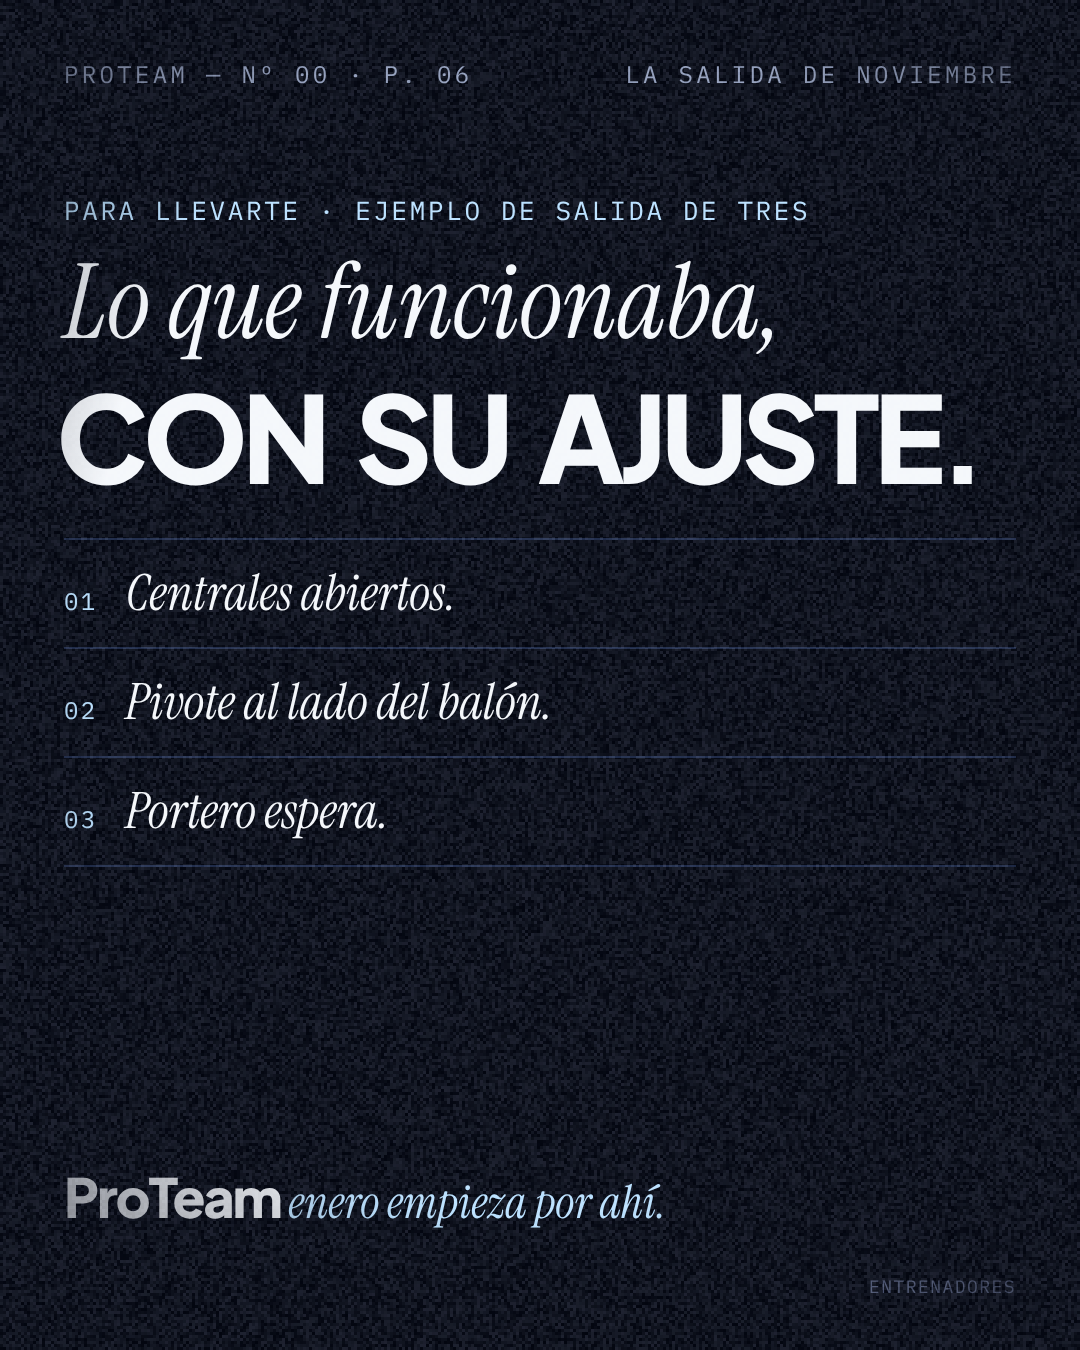 PROTEAM — Nº 00 · P. 06
LA SALIDA DE NOVIEMBRE
PARA LLEVARTE · EJEMPLO DE SALIDA DE TRES
Lo que funcionaba,
CON SU AJUSTE.
01 Centrales abiertos.
02 Pivote al lado del balón.
03 Portero espera.
ProTeam enero empieza por ahí.
ENTRENADORES